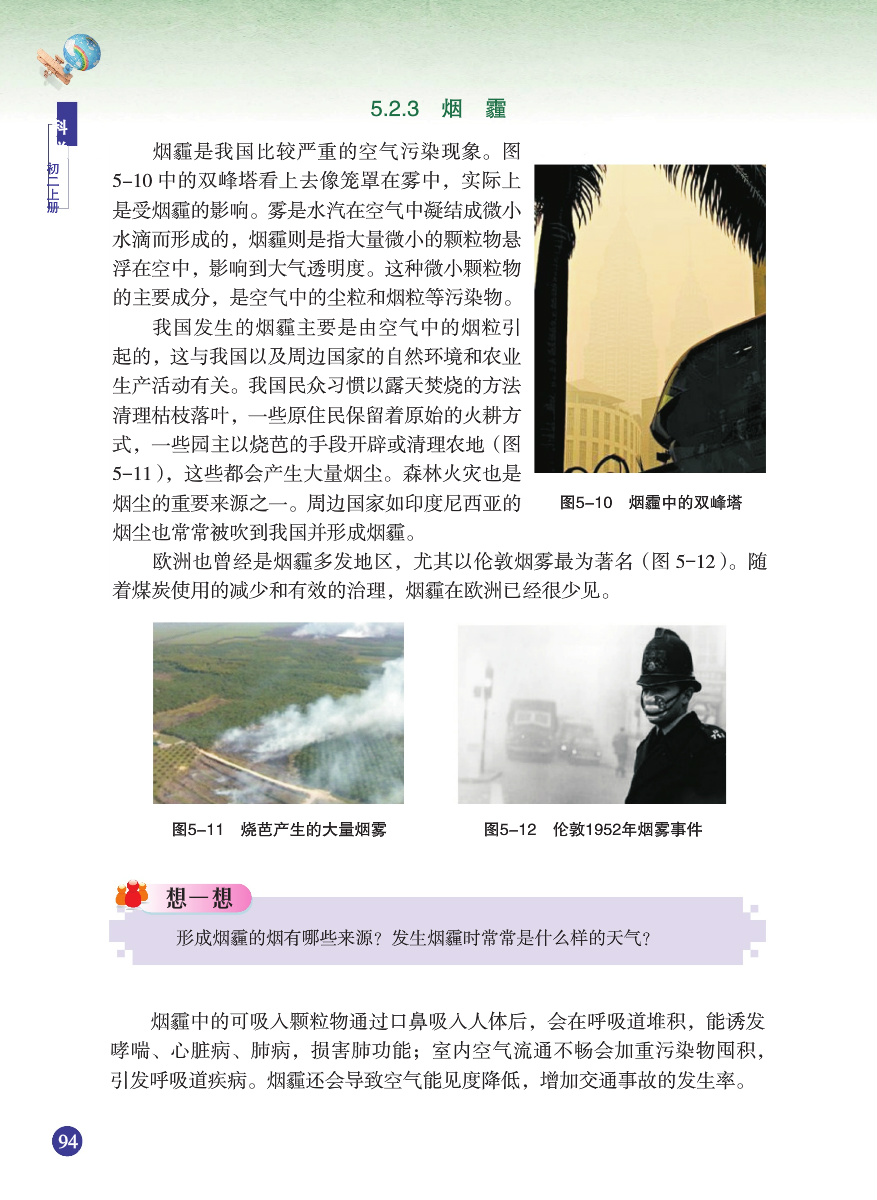 科
初二上册
5.2.3 烟 霾
烟霾是我国比较严重的空气污染现象。图
5-10 中的双峰塔看上去像笼罩在雾中，实际上
是受烟霾的影响。雾是水汽在空气中凝结成微小
水滴而形成的，烟霾则是指大量微小的颗粒物悬
浮在空中，影响到大气透明度。这种微小颗粒物
的主要成分，是空气中的尘粒和烟粒等污染物。
我国发生的烟霾主要是由空气中的烟粒引
起的，这与我国以及周边国家的自然环境和农业
生产活动有关。我国民众习惯以露天焚烧的方法
清理枯枝落叶，一些原住民保留着原始的火耕方
式，一些园主以烧芭的手段开辟或清理农地（图
5-11），这些都会产生大量烟尘。森林火灾也是
烟尘的重要来源之一。周边国家如印度尼西亚的
烟尘也常常被吹到我国并形成烟霾。
图5-10 烟霾中的双峰塔
欧洲也曾经是烟霾多发地区，尤其以伦敦烟雾最为著名（图 5-12）。随
着煤炭使用的减少和有效的治理，烟霾在欧洲已经很少见。
图5-11 烧芭产生的大量烟雾
图5-12 伦敦1952年烟雾事件
想一想
形成烟霾的烟有哪些来源？发生烟霾时常常是什么样的天气？
烟霾中的可吸入颗粒物通过口鼻吸入人体后，会在呼吸道堆积，能诱发
哮喘、心脏病、肺病，损害肺功能；室内空气流通不畅会加重污染物囤积，
引发呼吸道疾病。烟霾还会导致空气能见度降低，增加交通事故的发生率。
94